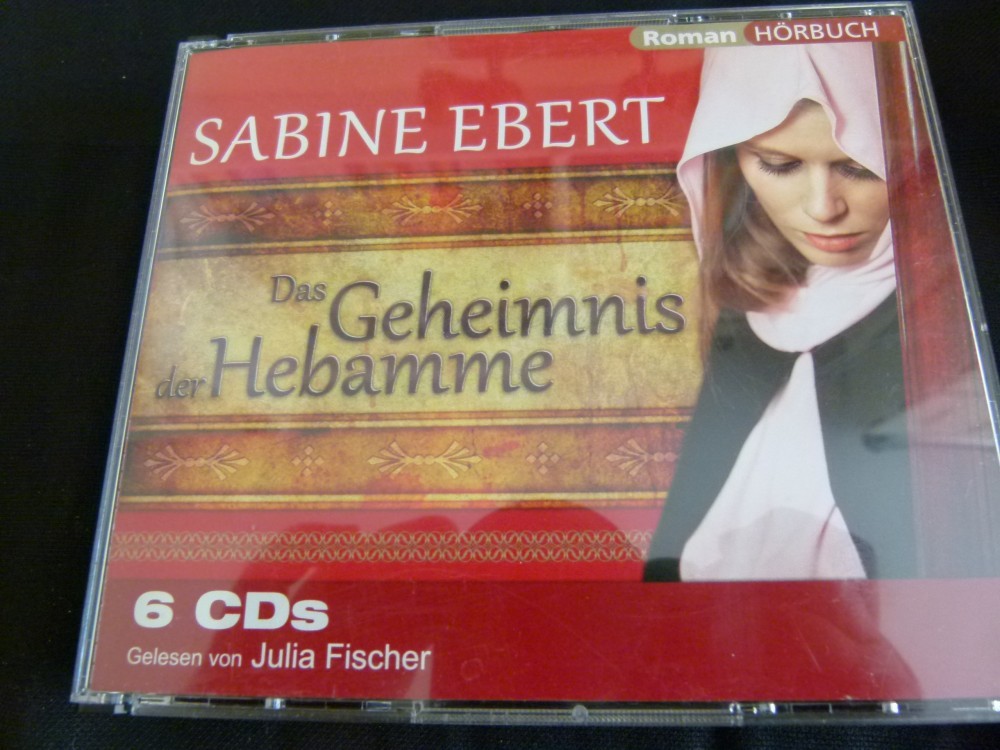 Roman HÖRBUCH
SABINE EBERT
Das Geheimnis
der Hebamme
6 CDs
Gelesen von Julia Fischer